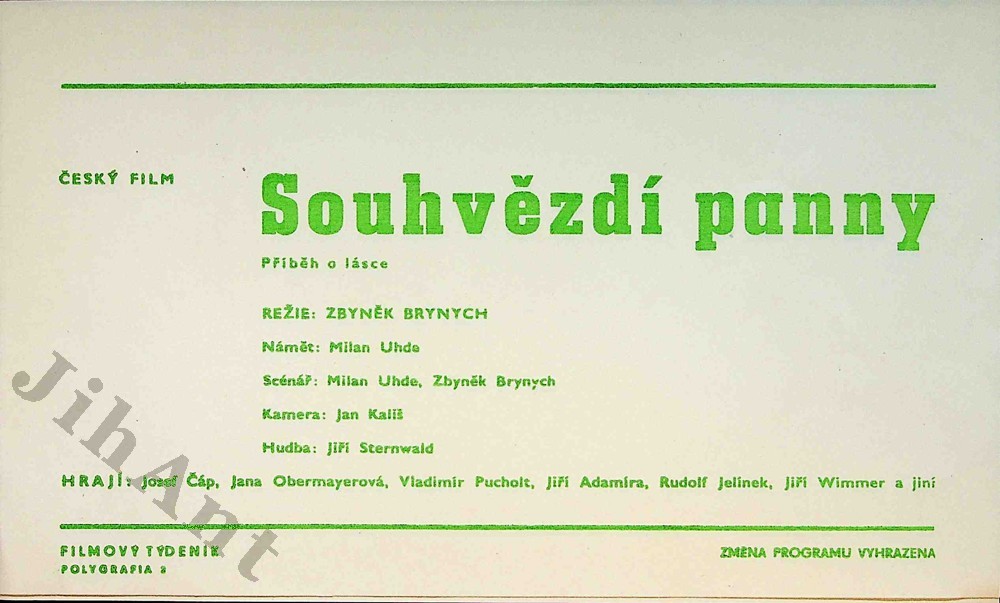 ČESKÝ FILM
Souhvězdí panny
Příběh o lásce
REŽIE: ZBYNĚK BRYNYCH
Námět: Milan Uhde
Scénář: Milan Uhde, Zbyněk Brynych
Kamera: Jan Kališ
Hudba: Jiří Sternwald
HRAJÍ: Josef Čáp, Jana Obermayerová, Vladimír Pucholt, Jiří Adamíra, Rudolf Jelínek, Jiří Wimmer a jiní
FILMOVÝ TÝDENÍK
ZMĚNA PROGRAMU VYHRAZENA
POLYGRAFIA 3
JihAnt